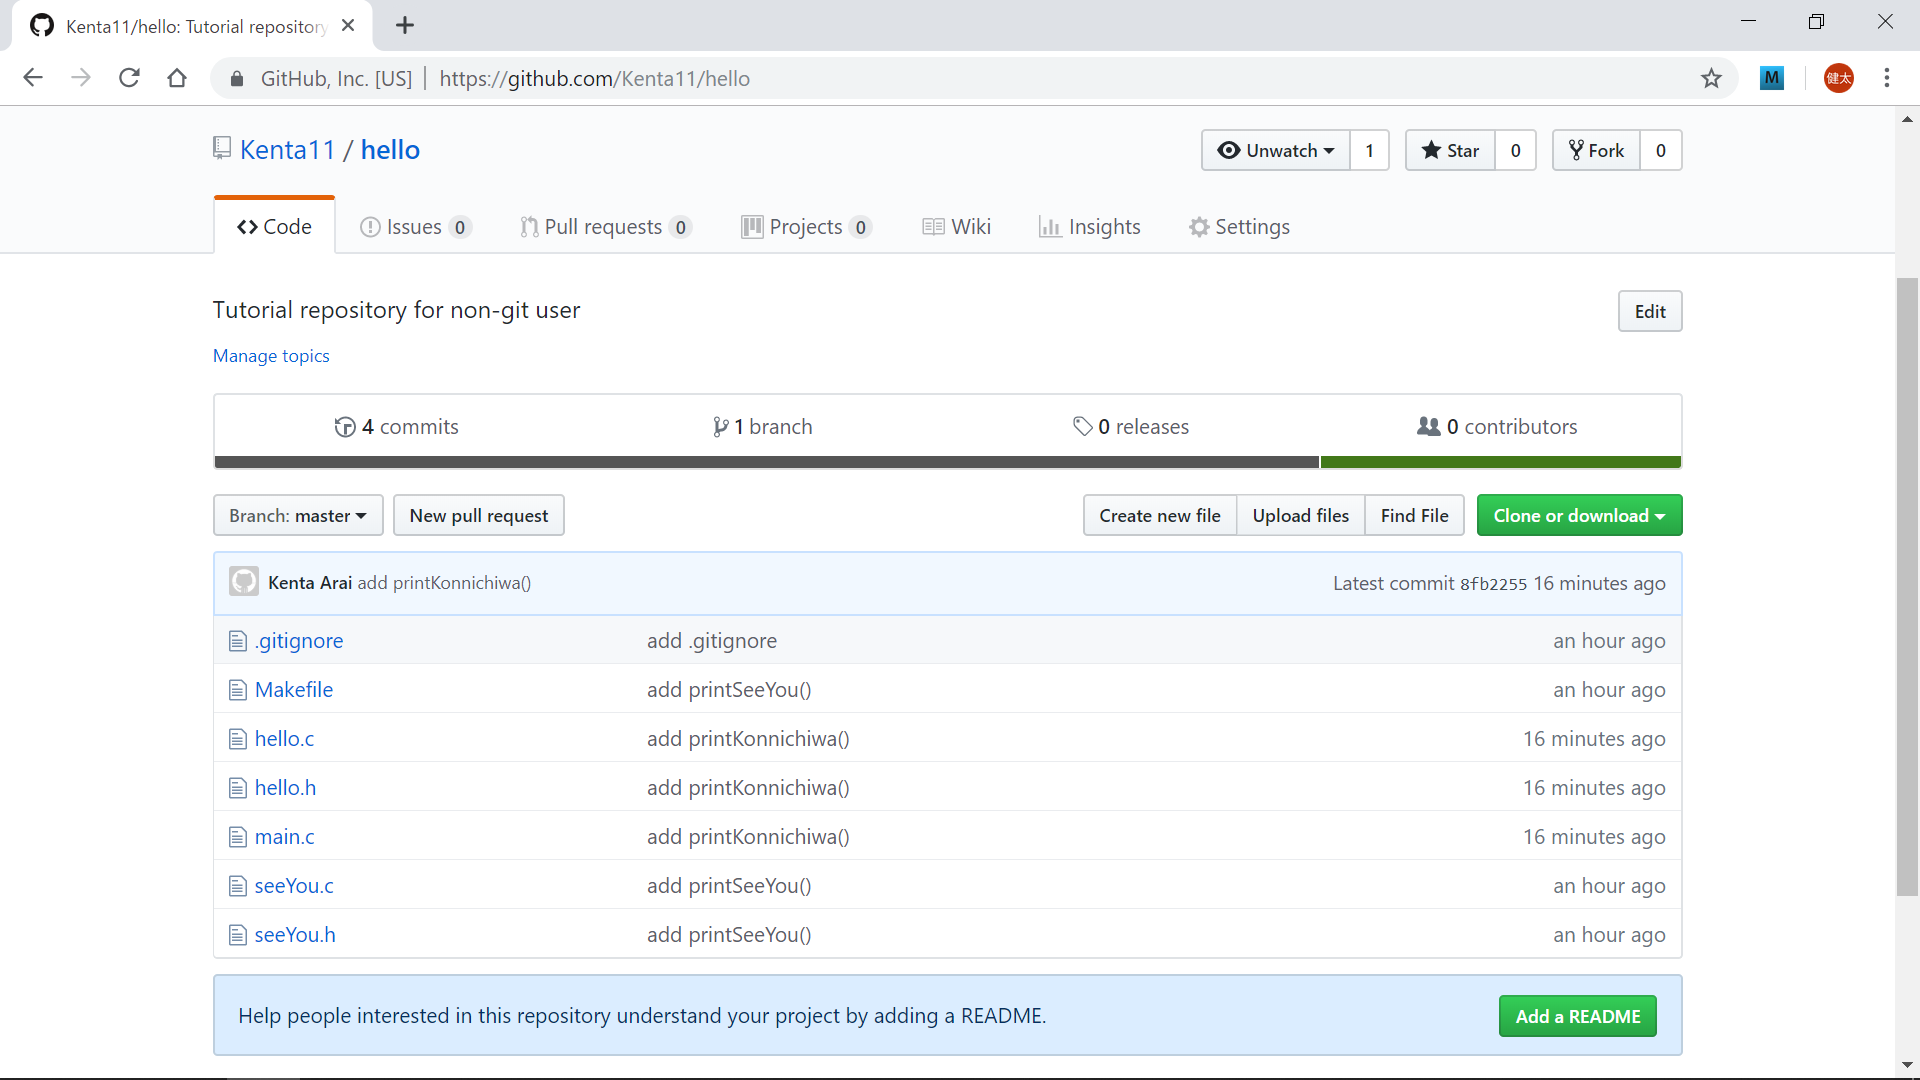 Kenta11/hello: Tutorial repository
GitHub, Inc. [US] | https://github.com/Kenta11/hello
M
健太
Kenta11 / hello
Unwatch 1
Star 0
Fork 0
Code
Issues 0
Pull requests 0
Projects 0
Wiki
Insights
Settings
Tutorial repository for non-git user
Edit
Manage topics
4 commits
1 branch
0 releases
0 contributors
Branch: master
New pull request
Create new file
Upload files
Find File
Clone or download
Kenta Arai add printKonnichiwa()
Latest commit 8fb2255 16 minutes ago
.gitignore add .gitignore an hour ago
Makefile add printSeeYou() an hour ago
hello.c add printKonnichiwa() 16 minutes ago
hello.h add printKonnichiwa() 16 minutes ago
main.c add printKonnichiwa() 16 minutes ago
seeYou.c add printSeeYou() an hour ago
seeYou.h add printSeeYou() an hour ago
Help people interested in this repository understand your project by adding a README.
Add a README